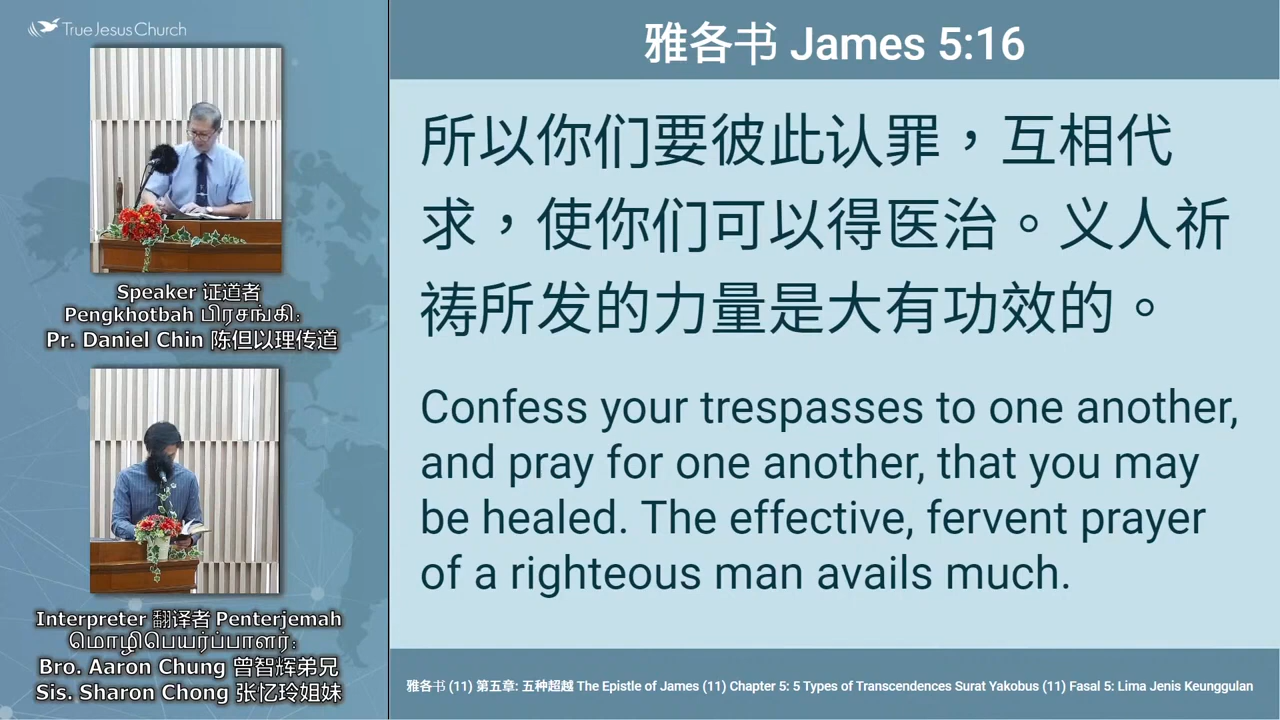 True Jesus Church
Speaker 证道者
Pengkhotbah பிரசங்கி:
Pr. Daniel Chin 陈但以理传道
Interpreter 翻译者 Penterjemah
மொழிபெயர்ப்பாளர்:
Bro. Aaron Chung 曾智辉弟兄
Sis. Sharon Chong 张忆玲姐妹
雅各书 James 5:16
所以你们要彼此认罪，互相代
求，使你们可以得医治。义人祈
祷所发的力量是大有功效的。
Confess your trespasses to one another,
and pray for one another, that you may
be healed. The effective, fervent prayer
of a righteous man avails much.
雅各书 (11) 第五章: 五种超越 The Epistle of James (11) Chapter 5: 5 Types of Transcendences Surat Yakobus (11) Fasal 5: Lima Jenis Keunggulan